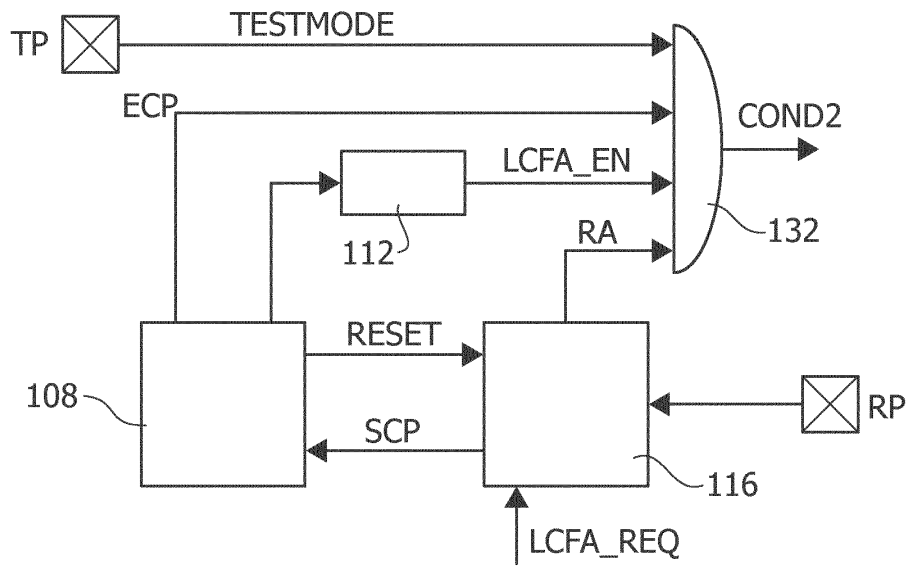 TP
TESTMODE
ECP
COND2
LCFA_EN
112
RA
132
RESET
108
SCP
RP
116
LCFA_REQ